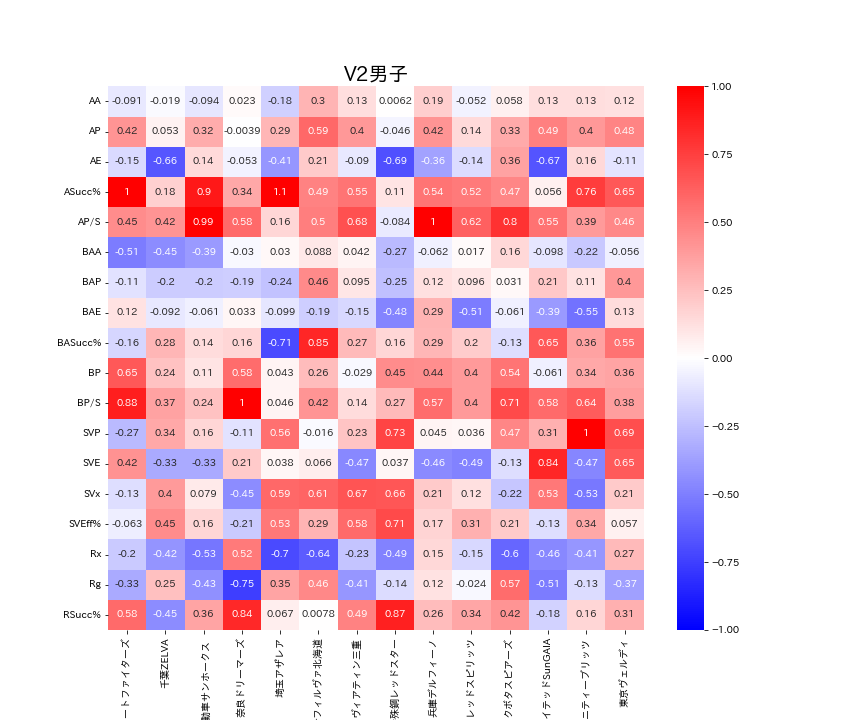 V2男子
AA -0.091 -0.019 -0.094 0.023 -0.18 0.3 0.13 0.0062 0.19 -0.052 0.058 0.13 0.13 0.12
AP 0.42 0.053 0.32 -0.0039 0.29 0.59 0.4 -0.046 0.42 0.14 0.33 0.49 0.4 0.48
AE -0.15 -0.66 0.14 -0.053 -0.41 0.21 -0.09 -0.69 -0.36 -0.14 0.36 -0.67 0.16 -0.11
ASucc% 1 0.18 0.9 0.34 1.1 0.49 0.55 0.11 0.54 0.52 0.47 0.056 0.76 0.65
AP/S 0.45 0.42 0.99 0.58 0.16 0.5 0.68 -0.084 1 0.62 0.8 0.55 0.39 0.46
BAA -0.51 -0.45 -0.39 -0.03 0.03 0.088 0.042 -0.27 -0.062 0.017 0.16 -0.098 -0.22 -0.056
BAP -0.11 -0.2 -0.2 -0.19 -0.24 0.46 0.095 -0.25 0.12 0.096 0.031 0.21 0.11 0.4
BAE 0.12 -0.092 -0.061 0.033 -0.099 -0.19 -0.15 -0.48 0.29 -0.51 -0.061 -0.39 -0.55 0.13
BASucc% -0.16 0.28 0.14 0.16 -0.71 0.85 0.27 0.16 0.29 0.2 -0.13 0.65 0.36 0.55
BP 0.65 0.24 0.11 0.58 0.043 0.26 -0.029 0.45 0.44 0.4 0.54 -0.061 0.34 0.36
BP/S 0.88 0.37 0.24 1 0.046 0.42 0.14 0.27 0.57 0.4 0.71 0.58 0.64 0.38
SVP -0.27 0.34 0.16 -0.11 0.56 -0.016 0.23 0.73 0.045 0.036 0.47 0.31 1 0.69
SVE 0.42 -0.33 -0.33 0.21 0.038 0.066 -0.47 0.037 -0.46 -0.49 -0.13 0.84 -0.47 0.65
SVx -0.13 0.4 0.079 -0.45 0.59 0.61 0.67 0.66 0.21 0.12 -0.22 0.53 -0.53 0.21
SVEff% -0.063 0.45 0.16 -0.21 0.53 0.29 0.58 0.71 0.17 0.31 0.21 -0.13 0.34 0.057
Rx -0.2 -0.42 -0.53 0.52 -0.7 -0.64 -0.23 -0.49 0.15 -0.15 -0.6 -0.46 -0.41 0.27
Rg -0.33 0.25 -0.43 -0.75 0.35 0.46 -0.41 -0.14 0.12 -0.024 0.57 -0.51 -0.13 -0.37
RSucc% 0.58 -0.45 0.36 0.84 0.067 0.0078 0.49 0.87 0.26 0.34 0.42 -0.18 0.16 0.31
ートファイターズ
千葉ZELVA
動車サンホークス
奈良ドリーマーズ
埼玉アザレア
フィルヴァ北海道
ヴィアティン三重
殊鋼レッドスター
兵庫デルフィーノ
レッドスピリッツ
クボタスピアーズ
イテッドSunGAIA
ニティーブリッツ
東京ヴェルディ
1.00
0.75
0.50
0.25
0.00
−0.25
−0.50
−0.75
−1.00